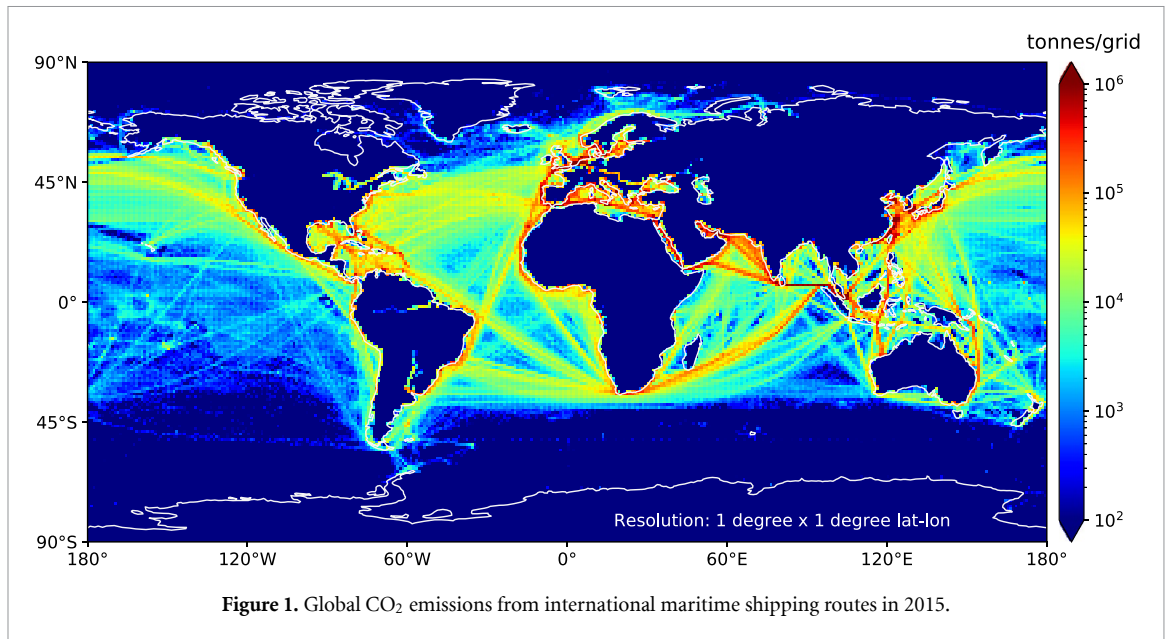 tonnes/grid
90°N
45°N
0°
45°S
90°S
180°
120°W
60°W
0°
60°E
120°E
180°
10⁶
10⁵
10⁴
10³
10²
Resolution: 1 degree x 1 degree lat-lon
Figure 1. Global CO₂ emissions from international maritime shipping routes in 2015.